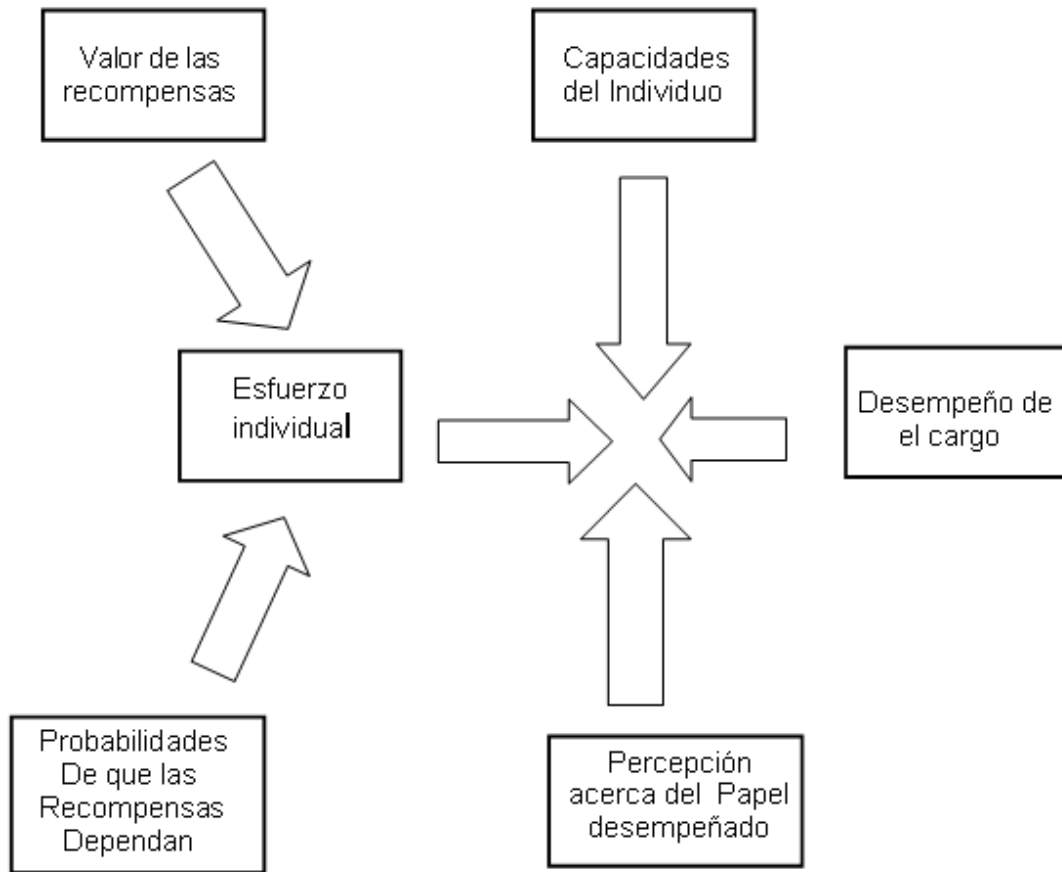 Valor de las
recompensas
Capacidades
del Individuo
Esfuerzo
individual
Desempeño de
el cargo
Probabilidades
De que las
Recompensas
Dependan
Percepción
acerca del Papel
desempeñado